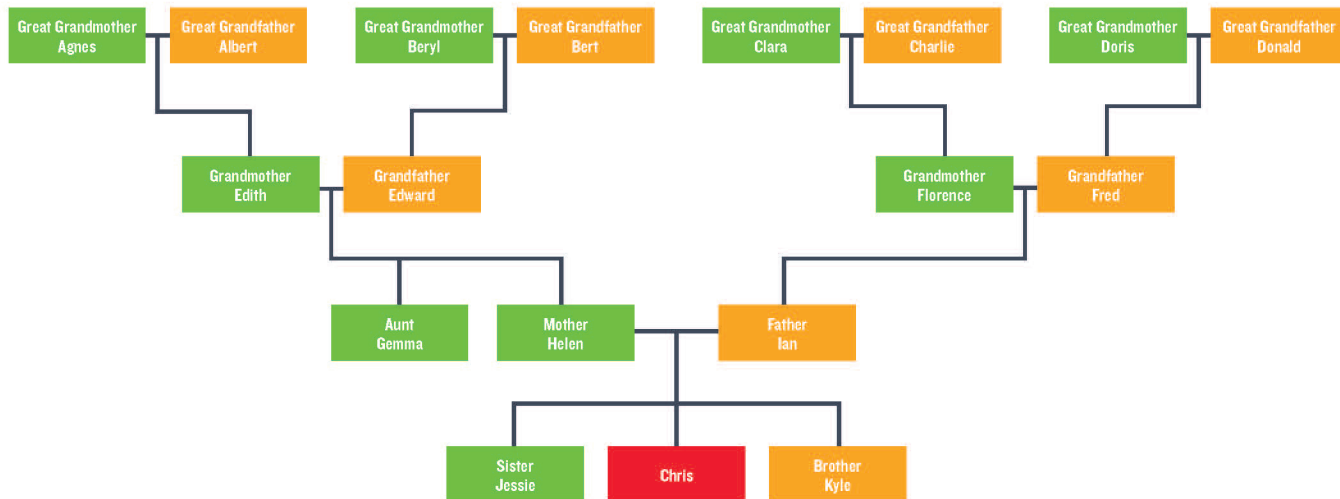 Great Grandmother
Agnes
Great Grandfather
Albert
Great Grandmother
Beryl
Great Grandfather
Bert
Great Grandmother
Clara
Great Grandfather
Charlie
Great Grandmother
Doris
Great Grandfather
Donald
Grandmother
Edith
Grandfather
Edward
Grandmother
Florence
Grandfather
Fred
Aunt
Gemma
Mother
Helen
Father
Ian
Sister
Jessie
Chris
Brother
Kyle